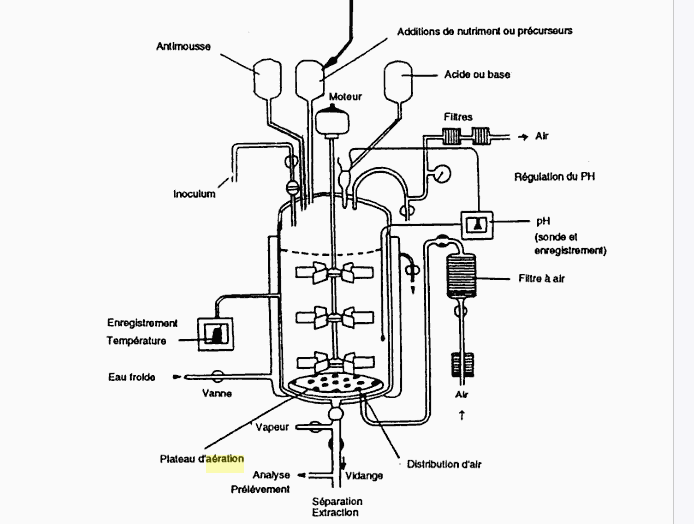 Additions de nutriment ou précurseurs
Antimousse
Acide ou base
Moteur
Filtres
Air
Régulation du PH
Inoculum
pH
(sonde et
enregistrement)
Filtre à air
Enregistrement
Température
Eau froide
Vanne
Air
Vapeur
Plateau d'aération
Distribution d'air
Analyse
Prélévement
Vidange
Séparation
Extraction